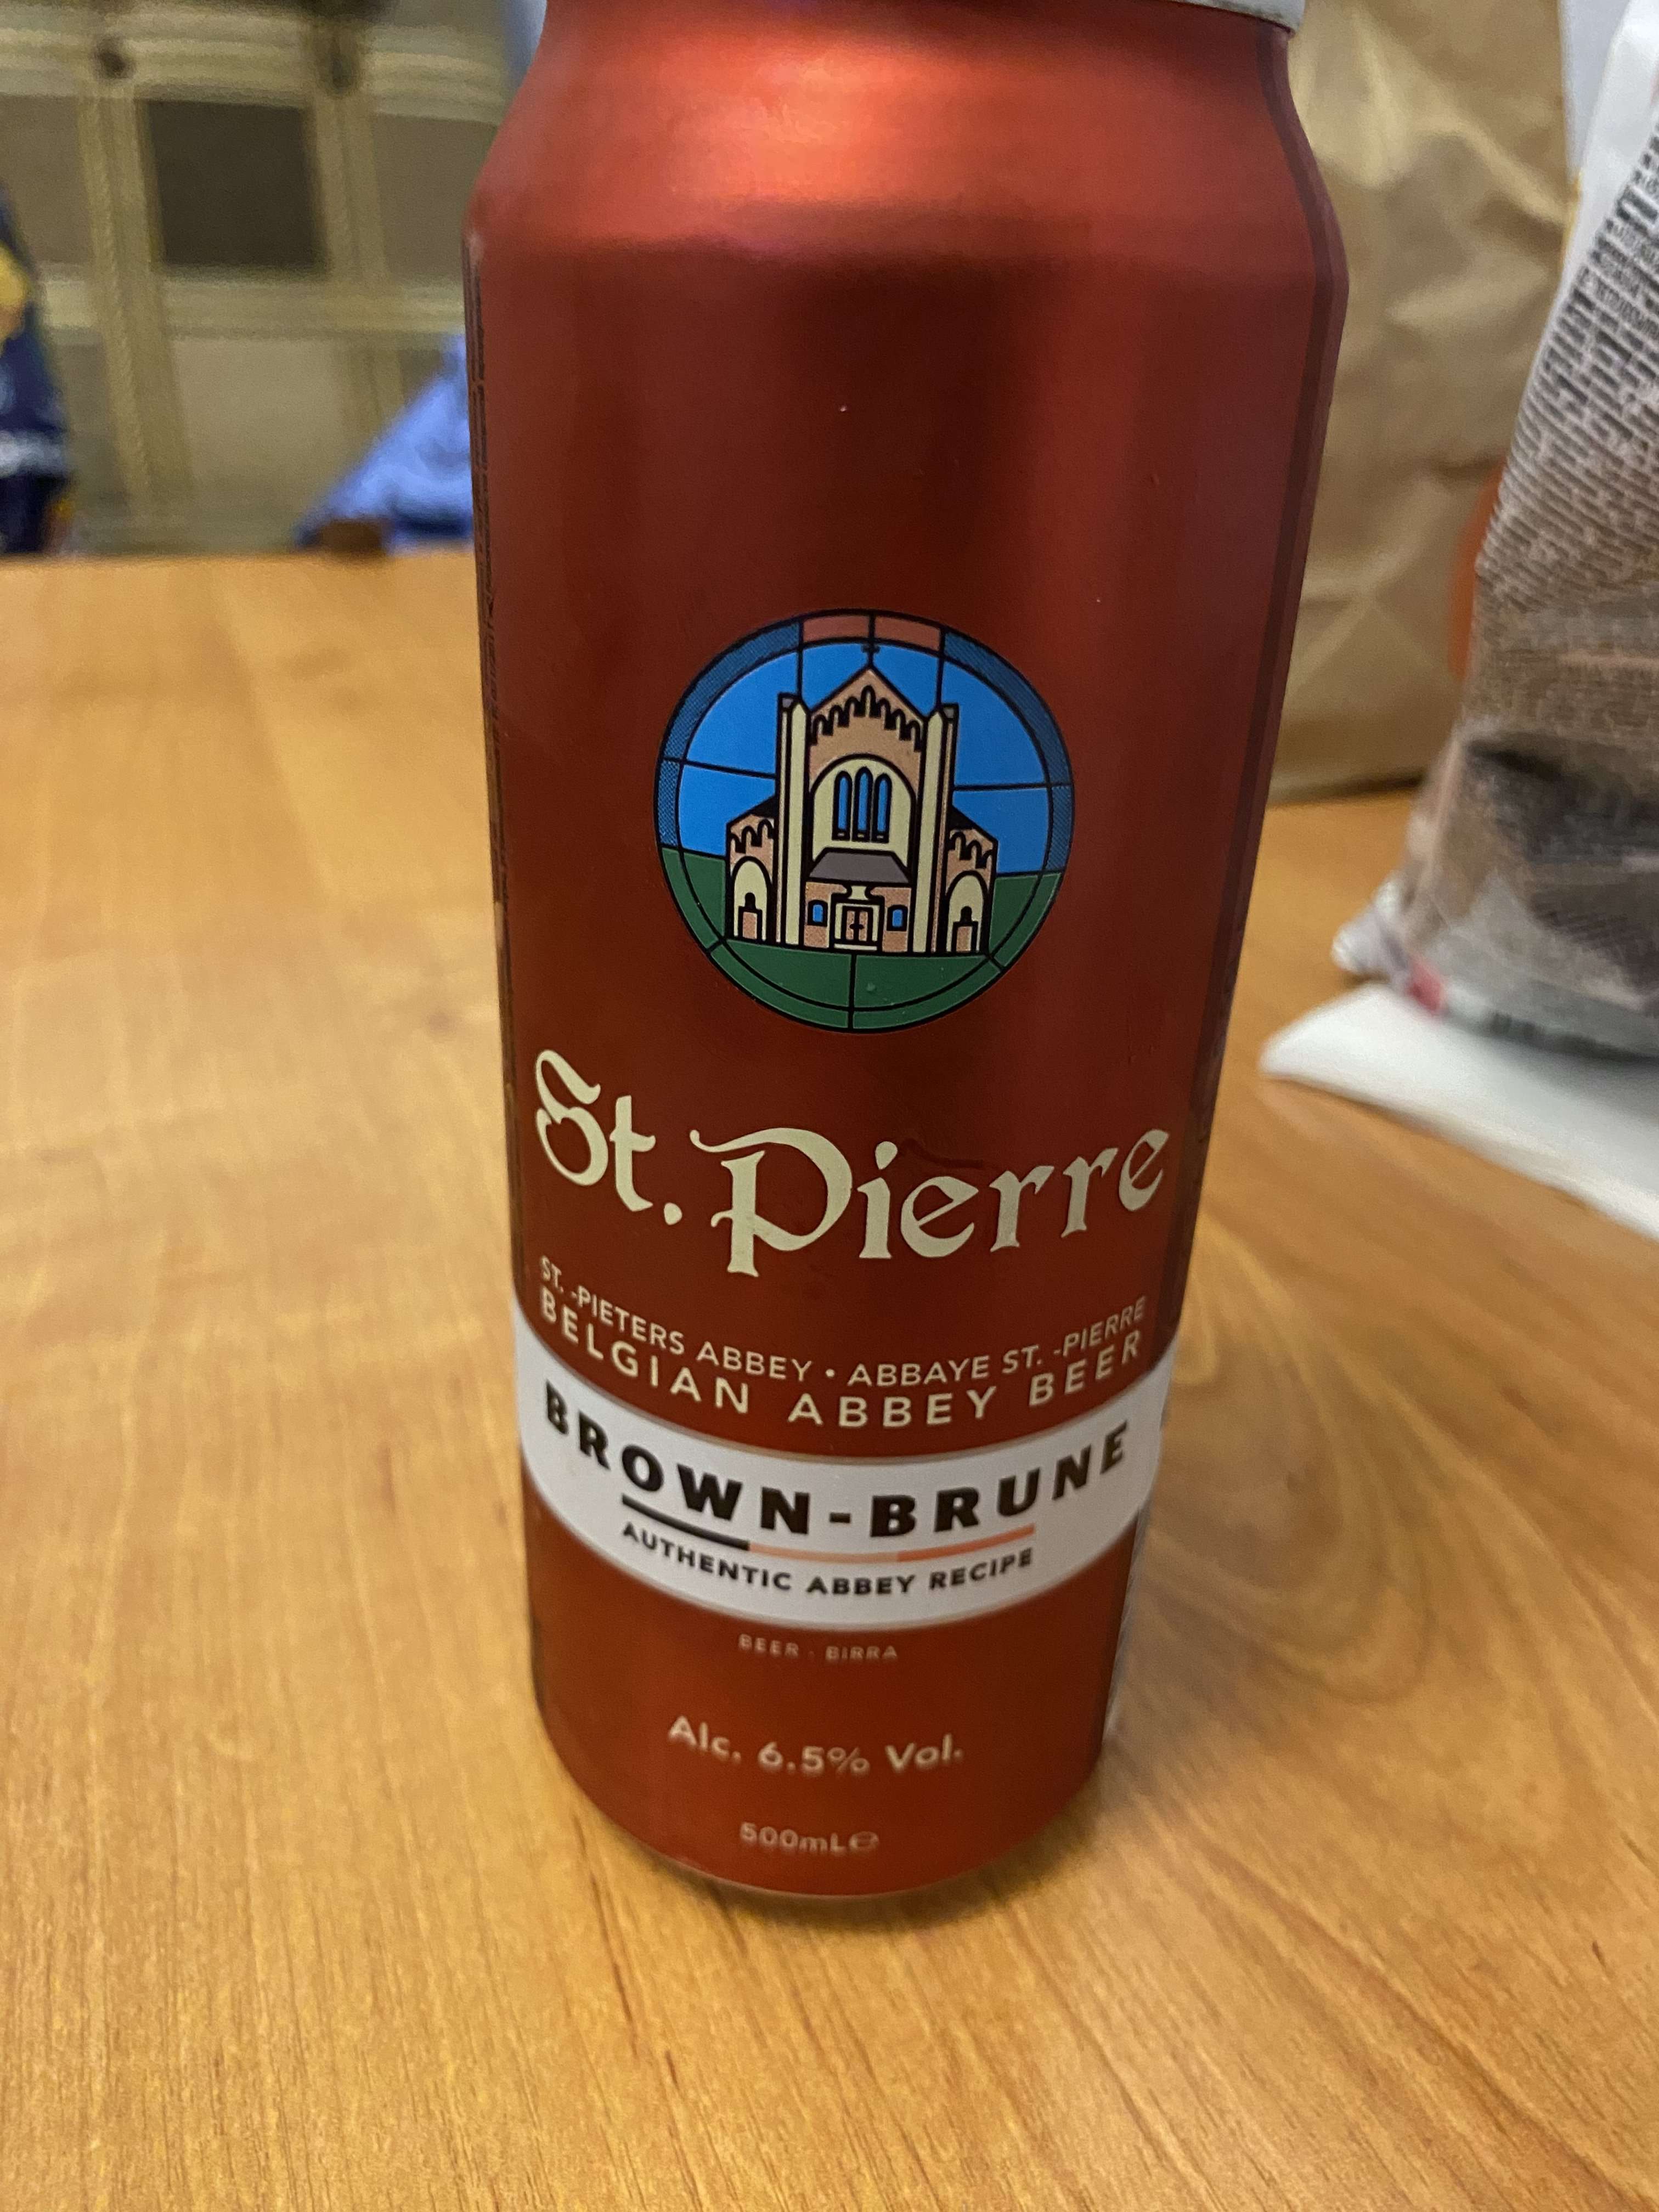 St. Pierre
ST. -PIETERS ABBEY • ABBAYE ST. -PIERRE
BELGIAN ABBEY BEER
BROWN-BRUNE
AUTHENTIC ABBEY RECIPE
BEER · BIRRA
Alc. 6.5% Vol.
500mL℮